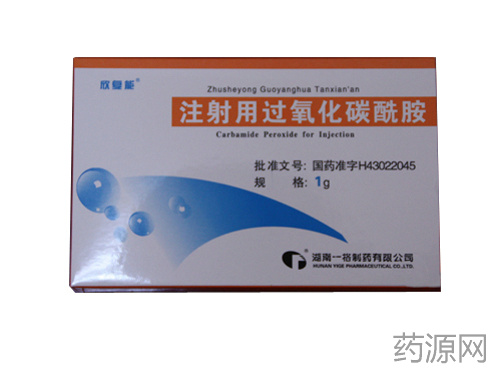 欣复能®
Zhusheyong Guoyanghua Tanxian'an
注射用过氧化碳酰胺
Carbamide Peroxide for Injection
批准文号: 国药准字H43022045
规 格: 1g
湖南一格制药有限公司
HUNAN YIGE PHARMACEUTICAL CO.,LTD.
药源网